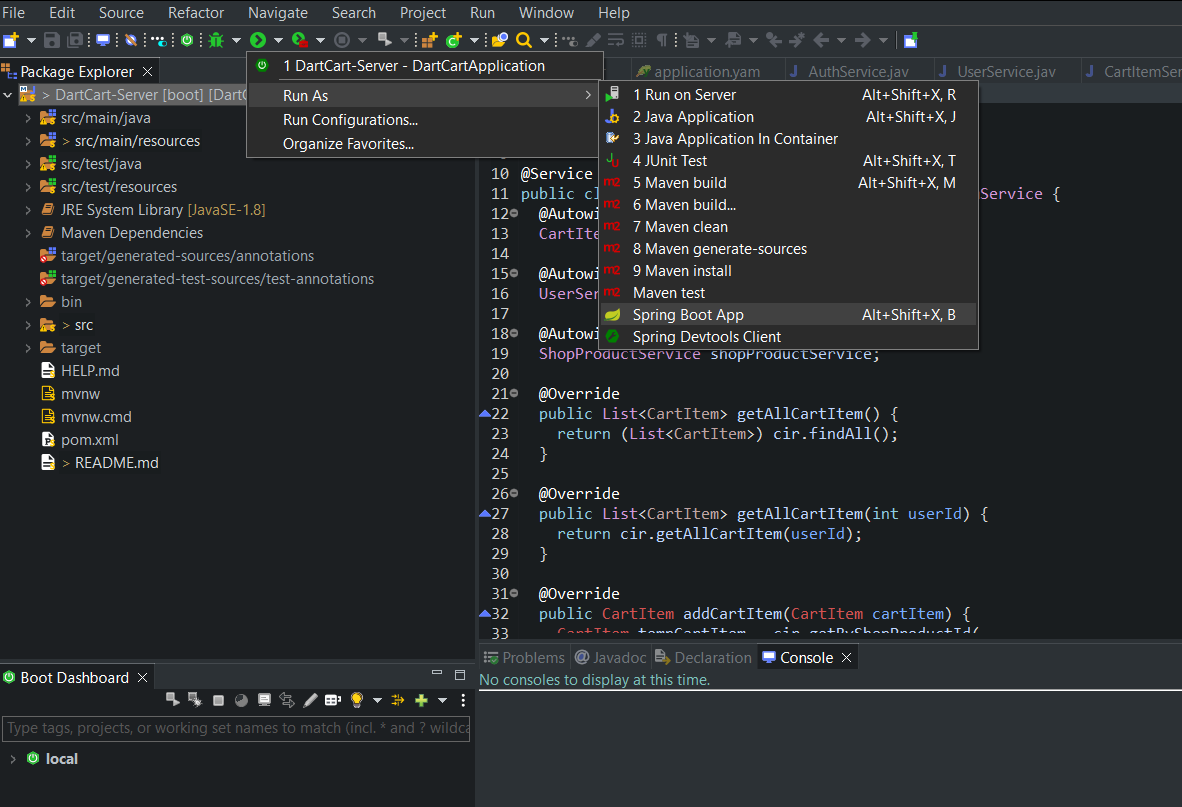 File Edit Source Refactor Navigate Search Project Run Window Help
Package Explorer
application.yam
AuthService.jav
UserService.jav
CartItemSer
> DartCart-Server [boot] [DartC
> src/main/java
> src/main/resources
src/test/java
src/test/resources
JRE System Library [JavaSE-1.8]
Maven Dependencies
target/generated-sources/annotations
target/generated-test-sources/test-annotations
bin
> src
target
HELP.md
mvnw
mvnw.cmd
pom.xml
> README.md
1 DartCart-Server - DartCartApplication
Run As
Run Configurations...
Organize Favorites...
1 Run on Server Alt+Shift+X, R
2 Java Application Alt+Shift+X, J
3 Java Application In Container
4 JUnit Test Alt+Shift+X, T
5 Maven build Alt+Shift+X, M
6 Maven build...
7 Maven clean
8 Maven generate-sources
9 Maven install
Maven test
Spring Boot App Alt+Shift+X, B
Spring Devtools Client
10 @Service
11 public cl Service {
12 @Autowi
13 CartIte
14
15 @Autowi
16 UserSer
17
18 @Autowi
19 ShopProductService shopProductService;
20
21 @Override
22 public List<CartItem> getAllCartItem() {
23 return (List<CartItem>) cir.findAll();
24 }
25
26 @Override
27 public List<CartItem> getAllCartItem(int userId) {
28 return cir.getAllCartItem(userId);
29 }
30
31 @Override
32 public CartItem addCartItem(CartItem cartItem) {
33 CartItem tempCartItem = cir.getByShopProductId(
Problems Javadoc Declaration Console
No consoles to display at this time.
Boot Dashboard
Type tags, projects, or working set names to match (incl. * and ? wildca
local